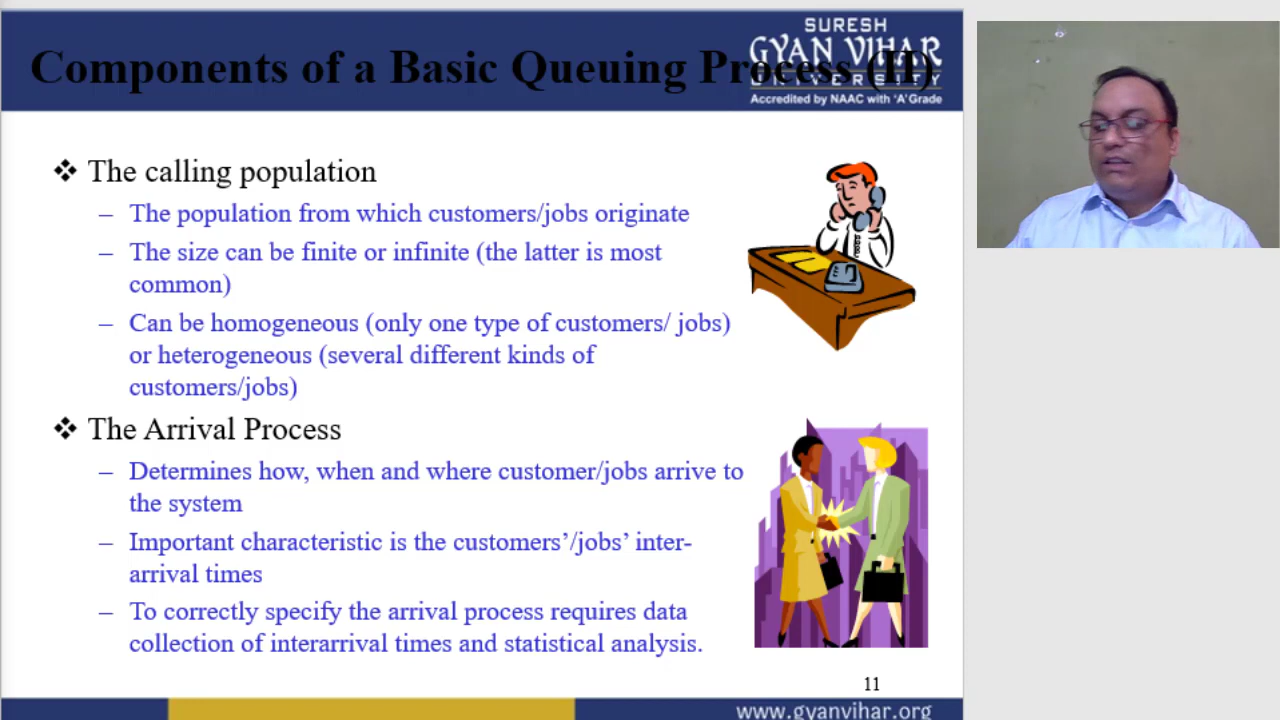 SURESH
GYAN VIHAR
UNIVERSITY
Accredited by NAAC with 'A' Grade
Components of a Basic Queuing Process (II)
❖ The calling population
– The population from which customers/jobs originate
– The size can be finite or infinite (the latter is most
common)
– Can be homogeneous (only one type of customers/ jobs)
or heterogeneous (several different kinds of
customers/jobs)
❖ The Arrival Process
– Determines how, when and where customer/jobs arrive to
the system
– Important characteristic is the customers’/jobs’ inter-
arrival times
– To correctly specify the arrival process requires data
collection of interarrival times and statistical analysis.
11
www.gyanvihar.org